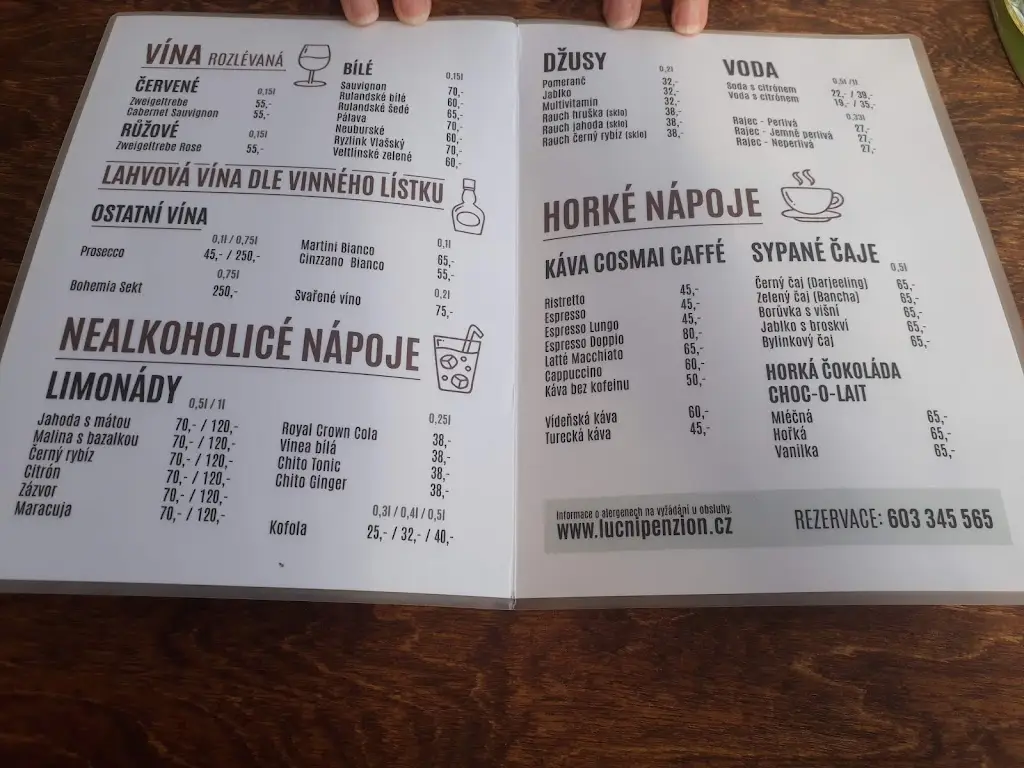 VÍNA ROZLÉVANÁ
ČERVENÉ
0,15l
Zweigeltrebe 55,-
Cabernet Sauvignon 55,-
RŮŽOVÉ
0,15l
Zweigeltrebe Rose 55,-
BÍLÉ
0,15l
Sauvignon 70,-
Rulandské bílé 60,-
Rulandské šedé 65,-
Pálava 70,-
Neuburské 60,-
Ryzlink Vlašský 70,-
Veltlínské zelené 60,-
LAHVOVÁ VÍNA DLE VINNÉHO LÍSTKU
OSTATNÍ VÍNA
0,1l / 0,75l
Prosecco 45,- / 250,-
0,75l
Bohemia Sekt 250,-
0,1l
Martini Bianco 65,-
Cinzzano Bianco 55,-
0,2l
Svařené víno 75,-
NEALKOHOLICÉ NÁPOJE
LIMONÁDY
0,5l / 1l
Jahoda s mátou 70,- / 120,-
Malina s bazalkou 70,- / 120,-
Černý rybíz 70,- / 120,-
Citrón 70,- / 120,-
Zázvor 70,- / 120,-
Maracuja 70,- / 120,-
0,25l
Royal Crown Cola 38,-
Vinea bílá 38,-
Chito Tonic 38,-
Chito Ginger 38,-
0,3l / 0,4l / 0,5l
Kofola 25,- / 32,- / 40,-
DŽUSY
0,2l
Pomeranč 32,-
Jablko 32,-
Multivitamín 32,-
Rauch hruška (sklo) 38,-
Rauch jahoda (sklo) 38,-
Rauch černý rybíz (sklo) 38,-
VODA
0,5l /1l
Soda s citrónem 22,- / 39,-
Voda s citrónem 19,- / 35,-
0,33l
Rajec - Perlivá 27,-
Rajec - Jemně perlivá 27,-
Rajec - Neperlivá 27,-
HORKÉ NÁPOJE
KÁVA COSMAI CAFFÉ
Ristretto 45,-
Espresso 45,-
Espresso Lungo 45,-
Espresso Doppio 80,-
Latté Macchiato 65,-
Cappuccino 60,-
Káva bez kofeinu 50,-
Vídeňská káva 60,-
Turecká káva 45,-
SYPANÉ ČAJE
0,5l
Černý čaj (Darjeeling) 65,-
Zelený čaj (Bancha) 65,-
Borůvka s višní 65,-
Jablko s broskví 65,-
Bylinkový čaj 65,-
HORKÁ ČOKOLÁDA
CHOC-O-LAIT
Mléčná 65,-
Hořká 65,-
Vanilka 65,-
Informace o alergenech na vyžádání u obsluhy.
www.lucnipenzion.cz
REZERVACE: 603 345 565